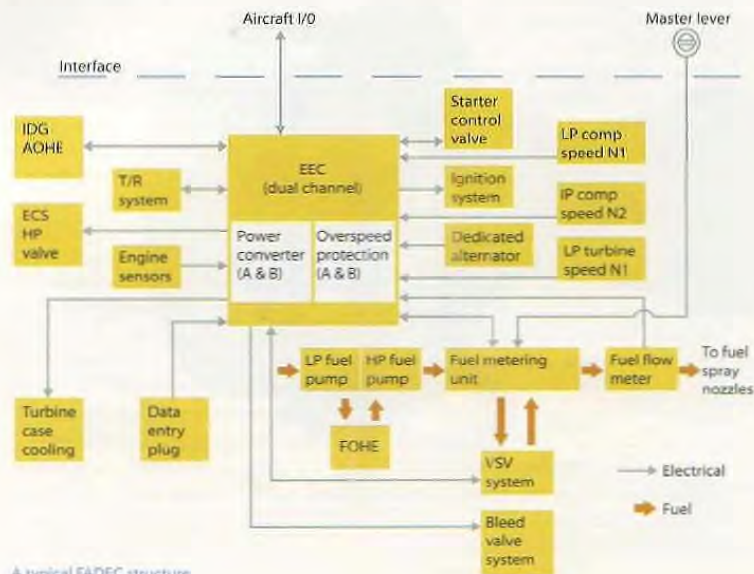 Aircraft I/0
Master lever
Interface
IDG
AOHE
T/R
system
ECS
HP
valve
Engine
sensors
EEC
(dual channel)
Power
converter
(A & B)
Overspeed
protection
(A & B)
Starter
control
valve
LP comp
speed N1
Ignition
system
IP comp
speed N2
Dedicated
alternator
LP turbine
speed N1
LP fuel
pump
HP fuel
pump
Fuel metering
unit
Fuel flow
meter
To fuel
spray
nozzles
Turbine
case
cooling
Data
entry
plug
FOHE
VSV
system
Bleed
valve
system
Electrical
Fuel
A typical FADEC structure